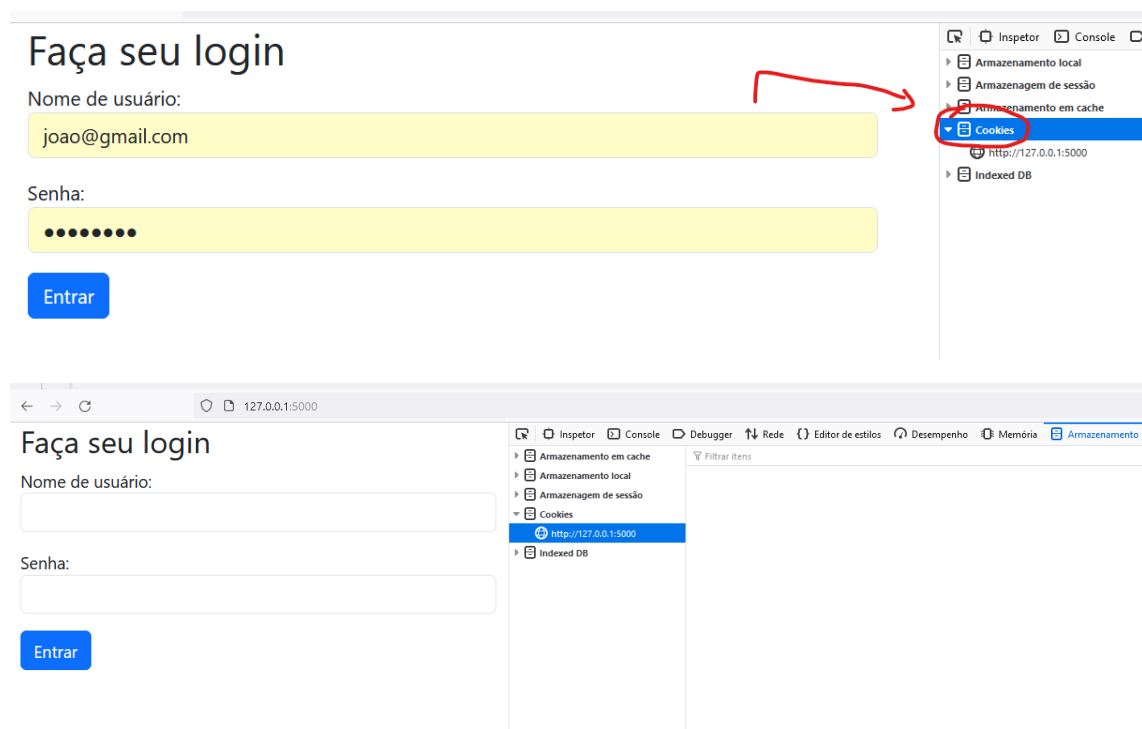 Faça seu login
Nome de usuário:
joao@gmail.com
Senha:
Entrar
Inspetor Console
Armazenamento local
Armazenagem de sessão
Armazenamento em cache
Cookies
http://127.0.0.1:5000
Indexed DB
127.0.0.1:5000
Faça seu login
Nome de usuário:
Senha:
Entrar
Inspetor Console Debugger Rede Editor de estilos Desempenho Memória Armazenamento
Armazenamento em cache
Armazenamento local
Armazenagem de sessão
Cookies
http://127.0.0.1:5000
Indexed DB
Filtrar itens